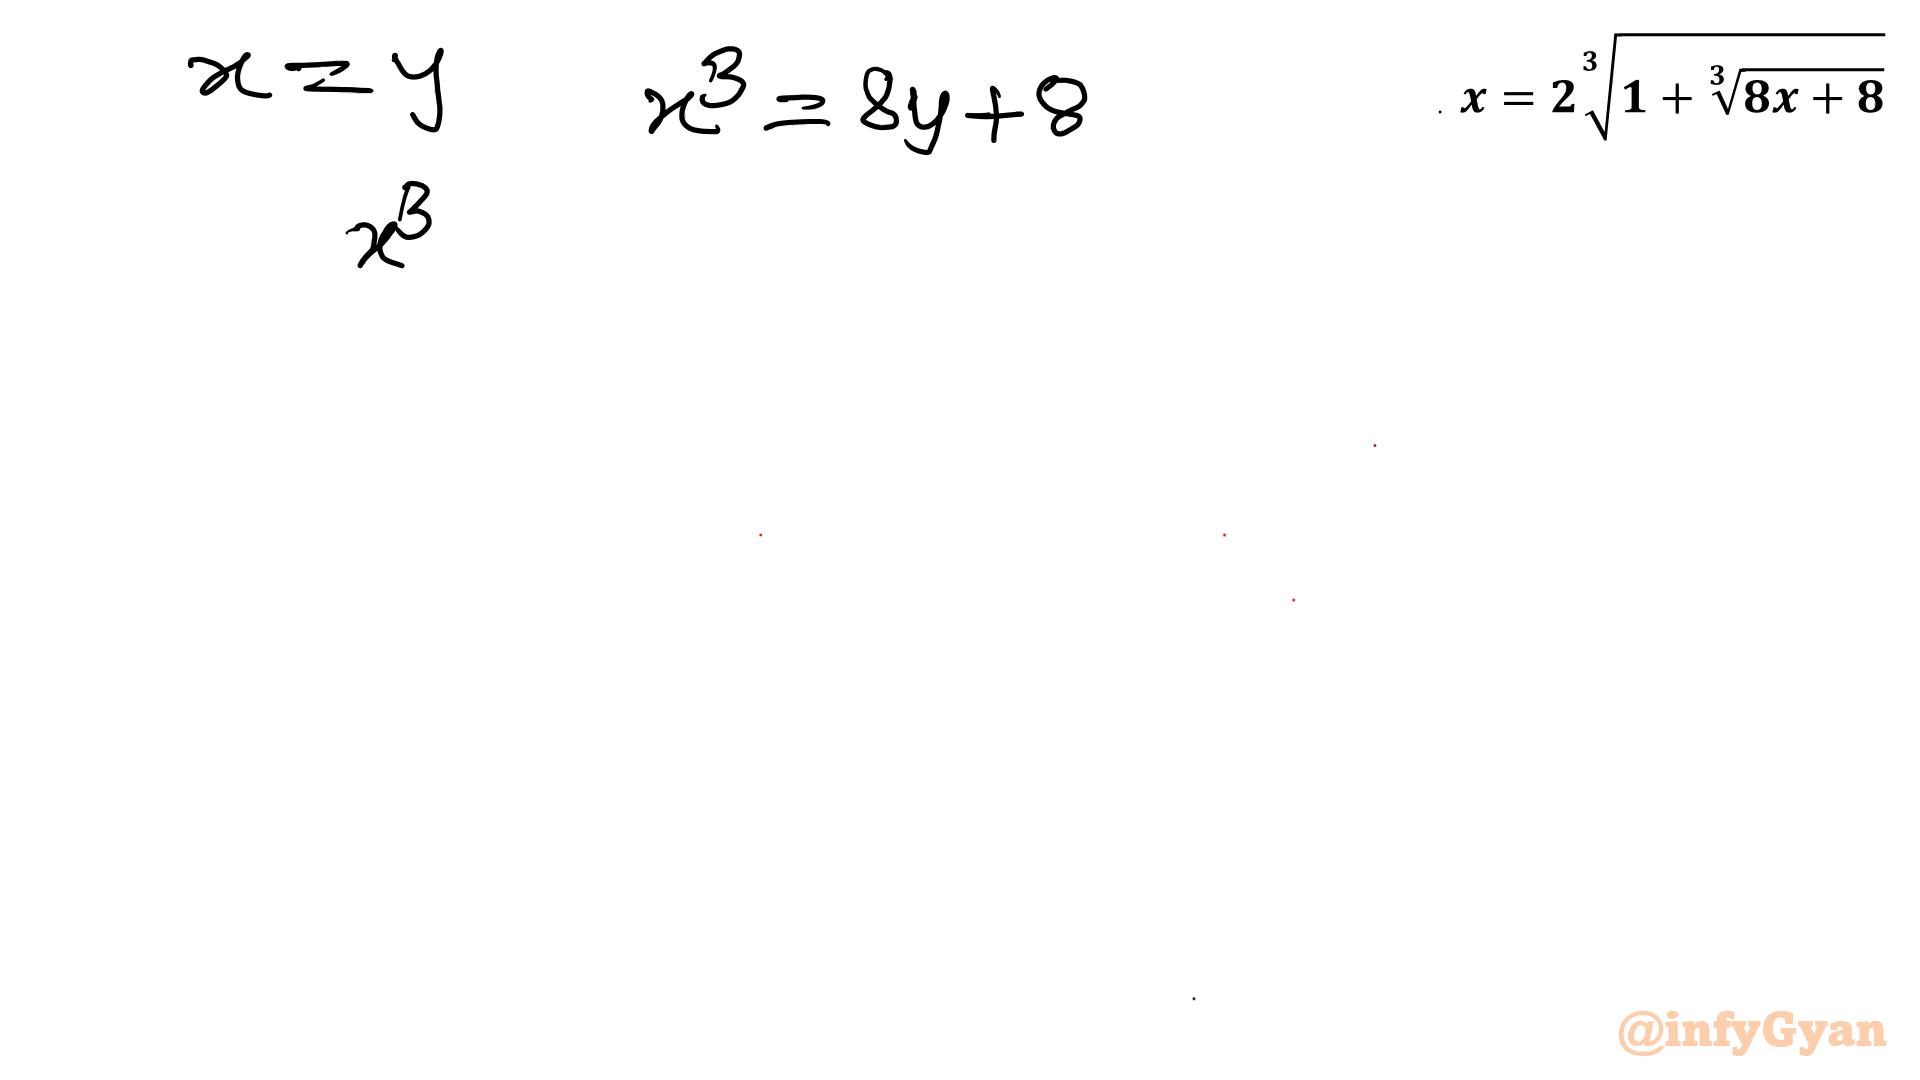 x = y
x³ = 8y + 8
x = 2∛(1 + ∛(8x + 8))
x³
@infyGyan